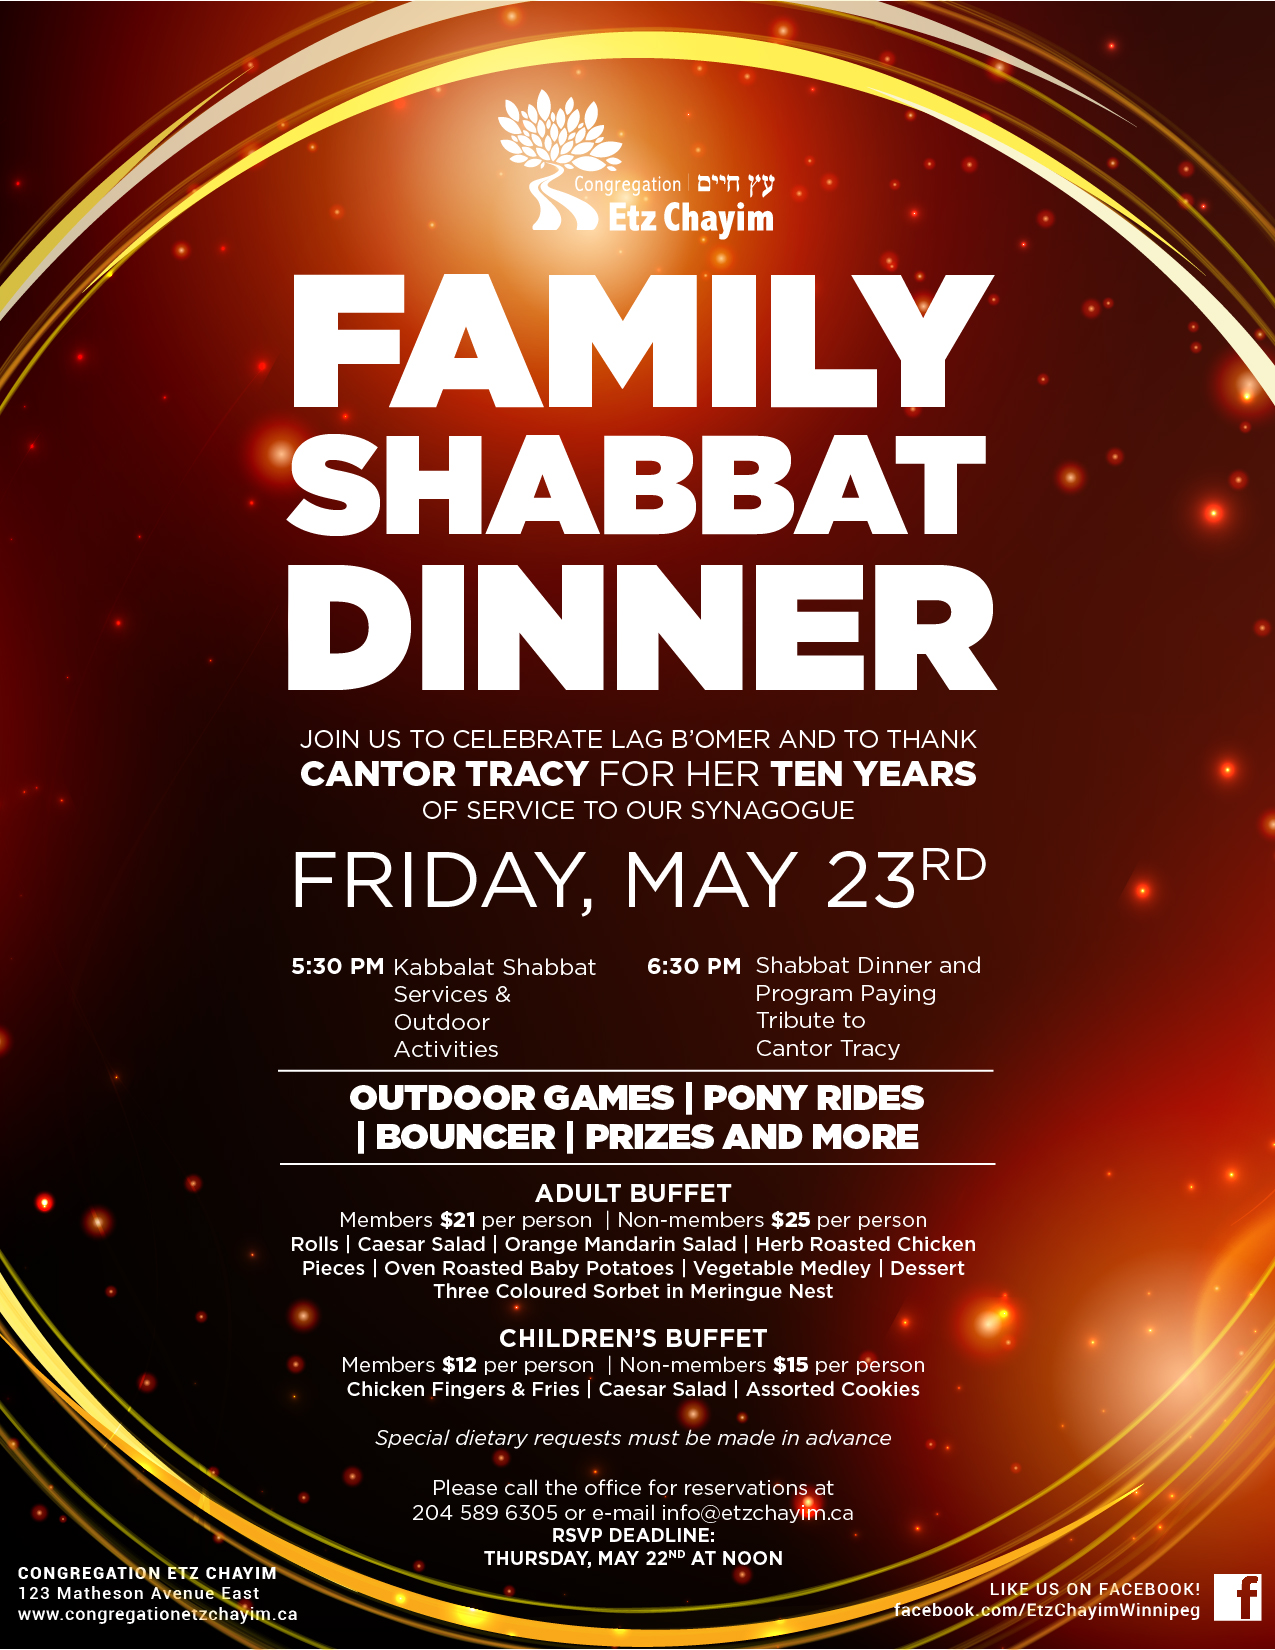 Congregation | עץ חיים
Etz Chayim
FAMILY
SHABBAT
DINNER
JOIN US TO CELEBRATE LAG B’OMER AND TO THANK
CANTOR TRACY FOR HER TEN YEARS
OF SERVICE TO OUR SYNAGOGUE
FRIDAY, MAY 23RD
5:30 PM Kabbalat Shabbat
Services &
Outdoor
Activities
6:30 PM Shabbat Dinner and
Program Paying
Tribute to
Cantor Tracy
OUTDOOR GAMES | PONY RIDES
| BOUNCER | PRIZES AND MORE
ADULT BUFFET
Members $21 per person | Non-members $25 per person
Rolls | Caesar Salad | Orange Mandarin Salad | Herb Roasted Chicken
Pieces | Oven Roasted Baby Potatoes | Vegetable Medley | Dessert
Three Coloured Sorbet in Meringue Nest
CHILDREN’S BUFFET
Members $12 per person | Non-members $15 per person
Chicken Fingers & Fries | Caesar Salad | Assorted Cookies
Special dietary requests must be made in advance
Please call the office for reservations at
204 589 6305 or e-mail info@etzchayim.ca
RSVP DEADLINE:
THURSDAY, MAY 22ND AT NOON
CONGREGATION ETZ CHAYIM
123 Matheson Avenue East
www.congregationetzchayim.ca
LIKE US ON FACEBOOK!
facebook.com/EtzChayimWinnipeg
f